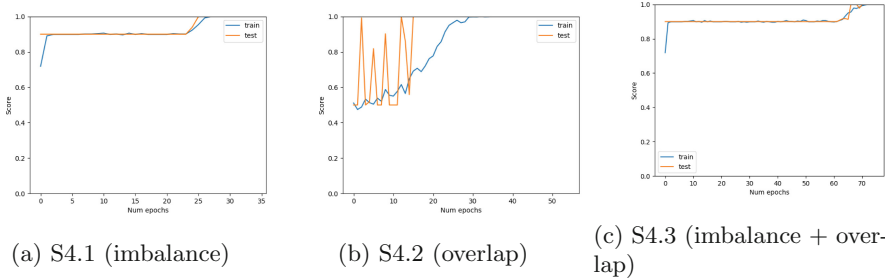 1.0
0.8
0.6
0.4
0.2
0.0
Score
train
test
0 5 10 15 20 25 30 35
Num epochs
(a) S4.1 (imbalance)
1.0
0.8
0.6
0.4
0.2
0.0
Score
train
test
0 10 20 30 40 50
Num epochs
(b) S4.2 (overlap)
1.0
0.8
0.6
0.4
0.2
0.0
Score
train
test
0 10 20 30 40 50 60 70
Num epochs
(c) S4.3 (imbalance + over-
lap)